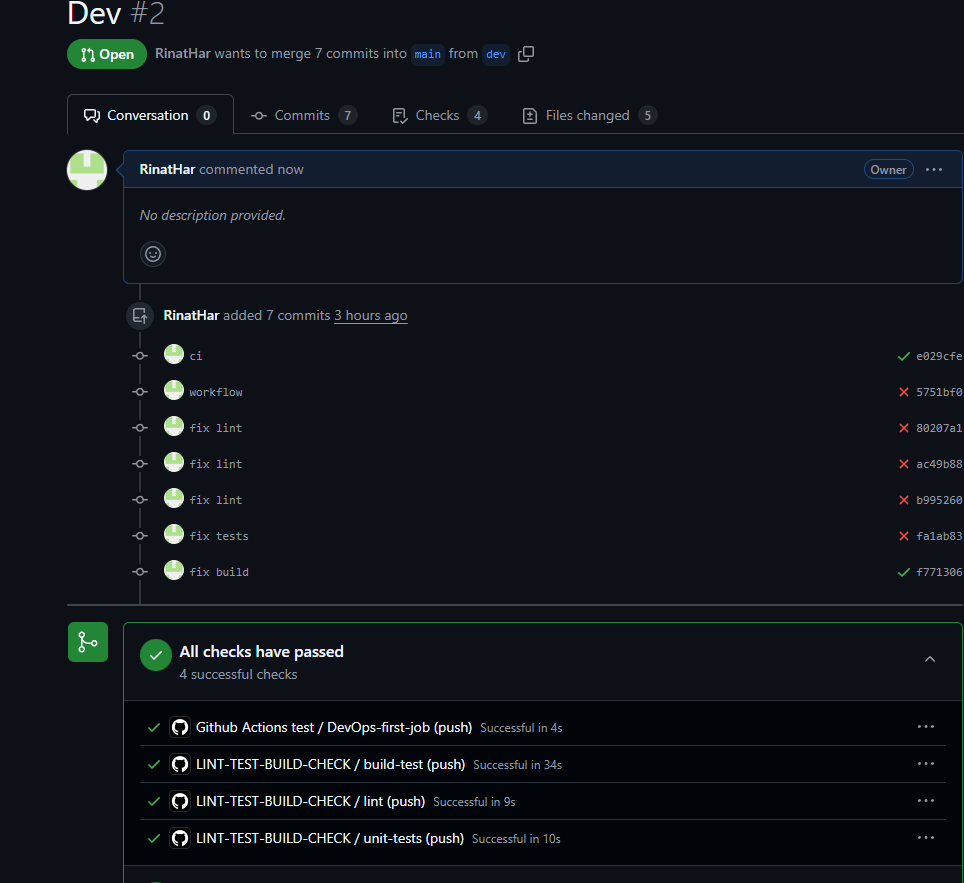 Dev #2
Open RinatHar wants to merge 7 commits into main from dev
Conversation 0 Commits 7 Checks 4 Files changed 5
RinatHar commented now Owner
No description provided.
RinatHar added 7 commits 3 hours ago
ci e029cfe
workflow 5751bf0
fix lint 80207a1
fix lint ac49b88
fix lint b995260
fix tests fa1ab83
fix build f771306
All checks have passed
4 successful checks
Github Actions test / DevOps-first-job (push) Successful in 4s
LINT-TEST-BUILD-CHECK / build-test (push) Successful in 34s
LINT-TEST-BUILD-CHECK / lint (push) Successful in 9s
LINT-TEST-BUILD-CHECK / unit-tests (push) Successful in 10s